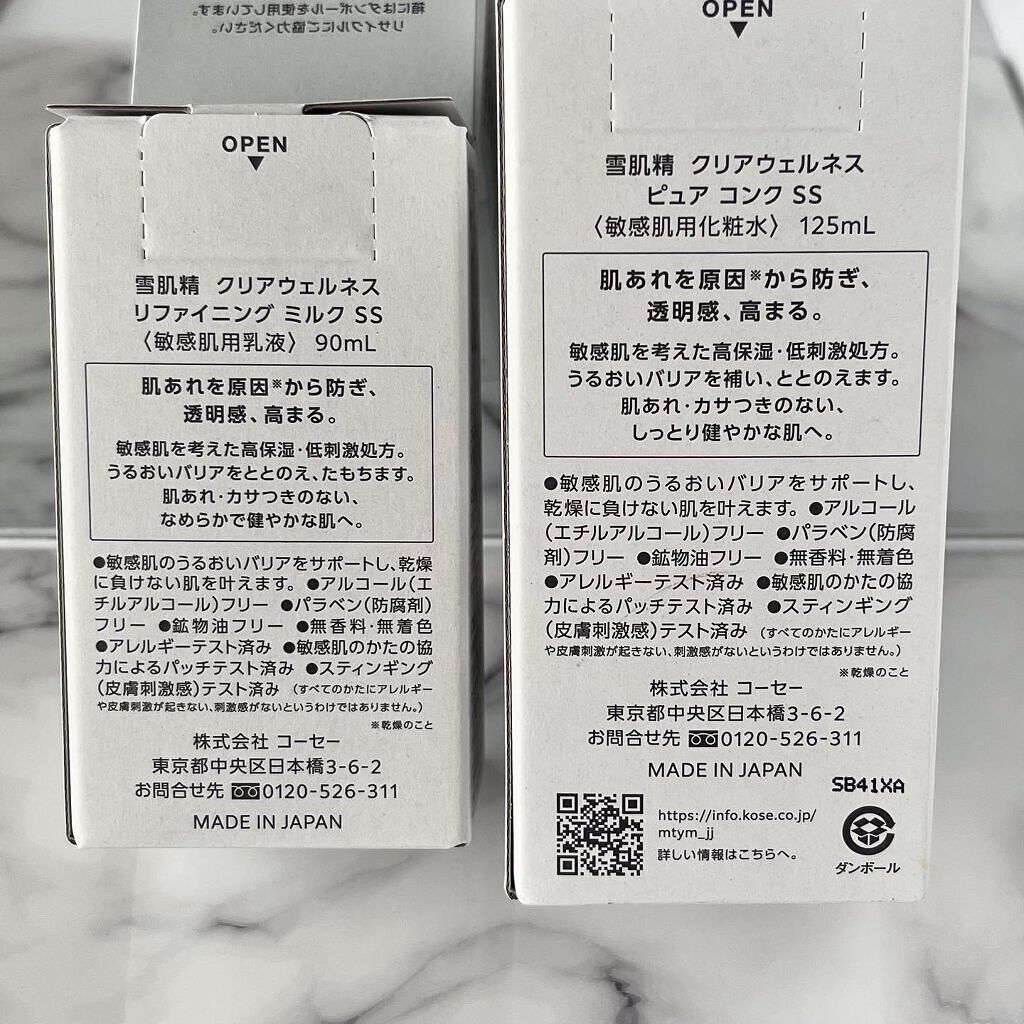 箱にはダンボールを使用しています。
リサイクルにご協力ください。
OPEN
雪肌精 クリアウェルネス
リファイニング ミルク SS
〈敏感肌用乳液〉 90mL
肌あれを原因※から防ぎ、
透明感、高まる。
敏感肌を考えた高保湿・低刺激処方。
うるおいバリアをととのえ、たもちます。
肌あれ・カサつきのない、
なめらかで健やかな肌へ。
●敏感肌のうるおいバリアをサポートし、乾燥
に負けない肌を叶えます。 ●アルコール(エ
チルアルコール)フリー ●パラベン(防腐剤)
フリー ●鉱物油フリー ●無香料・無着色
●アレルギーテスト済み ●敏感肌のかたの協
力によるパッチテスト済み ●スティンギング
(皮膚刺激感)テスト済み (すべてのかたにアレルギー
や皮膚刺激が起きない、刺激感がないというわけではありません。)
※乾燥のこと
株式会社 コーセー
東京都中央区日本橋3-6-2
お問合せ先 0120-526-311
MADE IN JAPAN
OPEN
雪肌精 クリアウェルネス
ピュア コンク SS
〈敏感肌用化粧水〉 125mL
肌あれを原因※から防ぎ、
透明感、高まる。
敏感肌を考えた高保湿・低刺激処方。
うるおいバリアを補い、ととのえます。
肌あれ・カサつきのない、
しっとり健やかな肌へ。
●敏感肌のうるおいバリアをサポートし、
乾燥に負けない肌を叶えます。 ●アルコール
(エチルアルコール)フリー ●パラベン(防腐
剤)フリー ●鉱物油フリー ●無香料・無着色
●アレルギーテスト済み ●敏感肌のかたの協
力によるパッチテスト済み ●スティンギング
(皮膚刺激感)テスト済み (すべてのかたにアレルギー
や皮膚刺激が起きない、刺激感がないというわけではありません。)
※乾燥のこと
株式会社 コーセー
東京都中央区日本橋3-6-2
お問合せ先 0120-526-311
MADE IN JAPAN
SB41XA
https://info.kose.co.jp/
mtym_jj
詳しい情報はこちらへ。
ダンボール